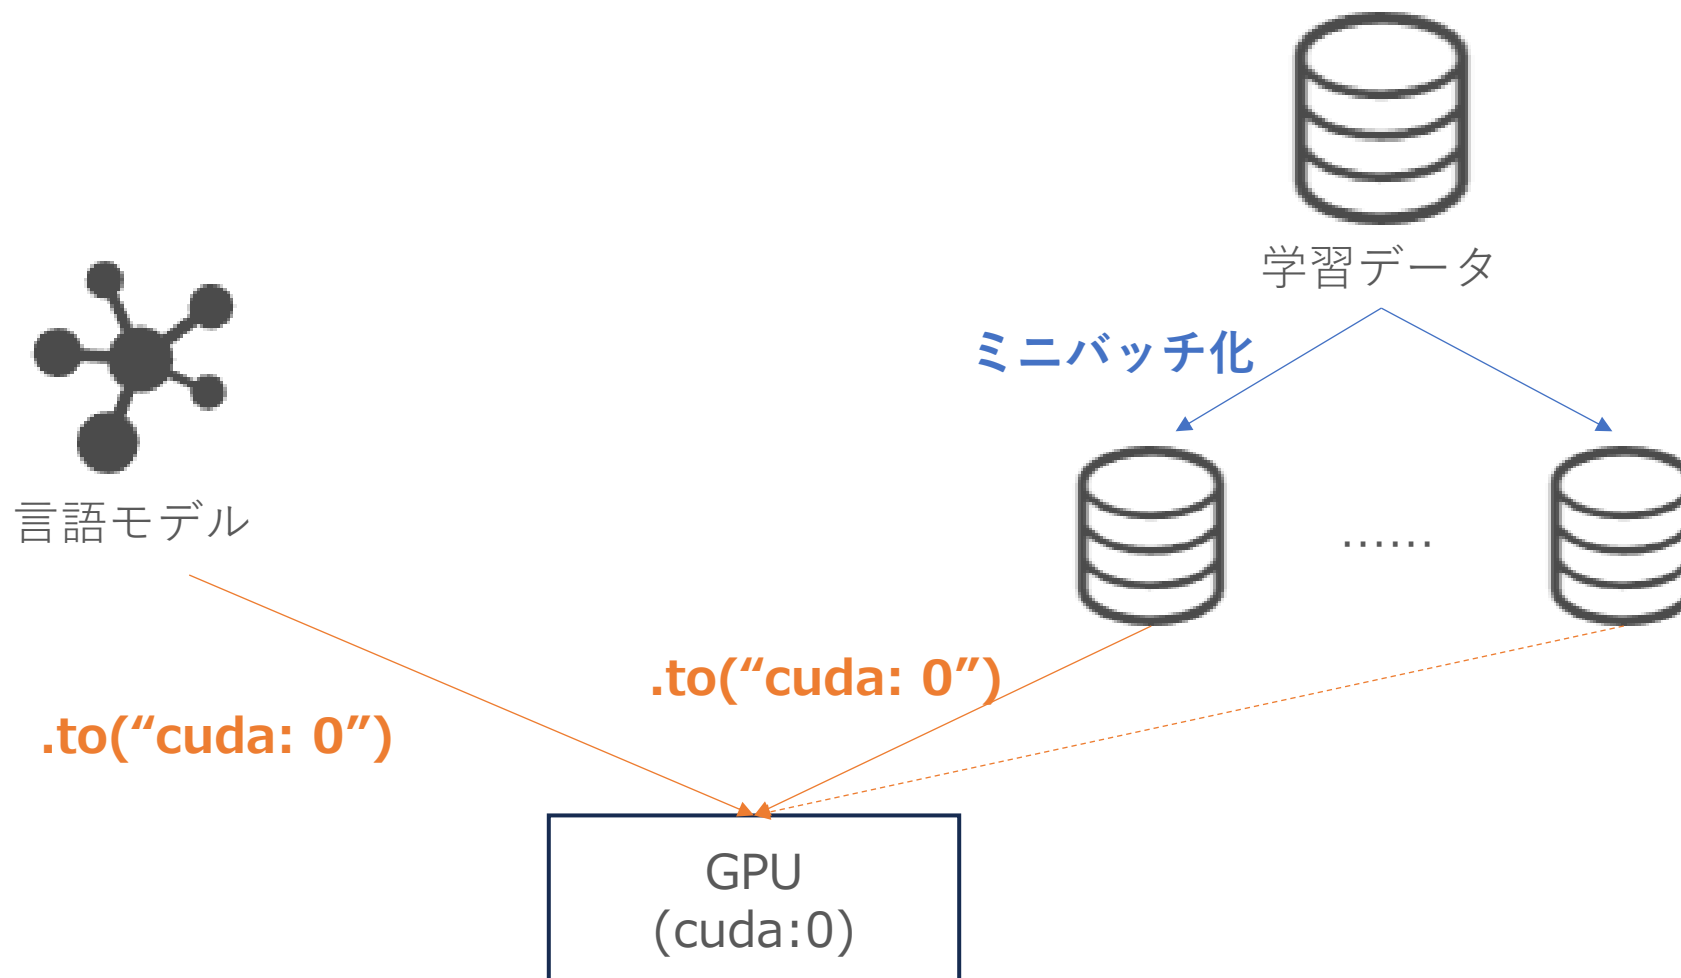 学習データ
ミニバッチ化
言語モデル
……
.to(“cuda: 0”)
.to(“cuda: 0”)
GPU
(cuda:0)